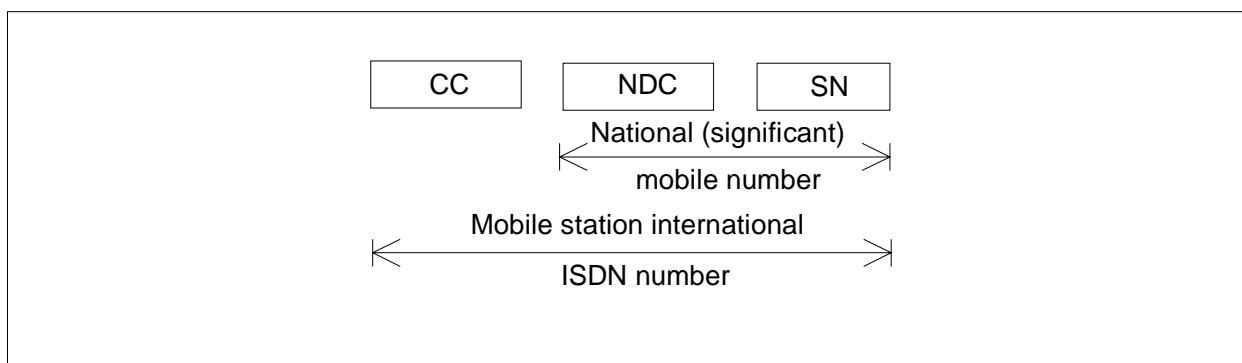 CC NDC SN
National (significant)
mobile number
Mobile station international
ISDN number